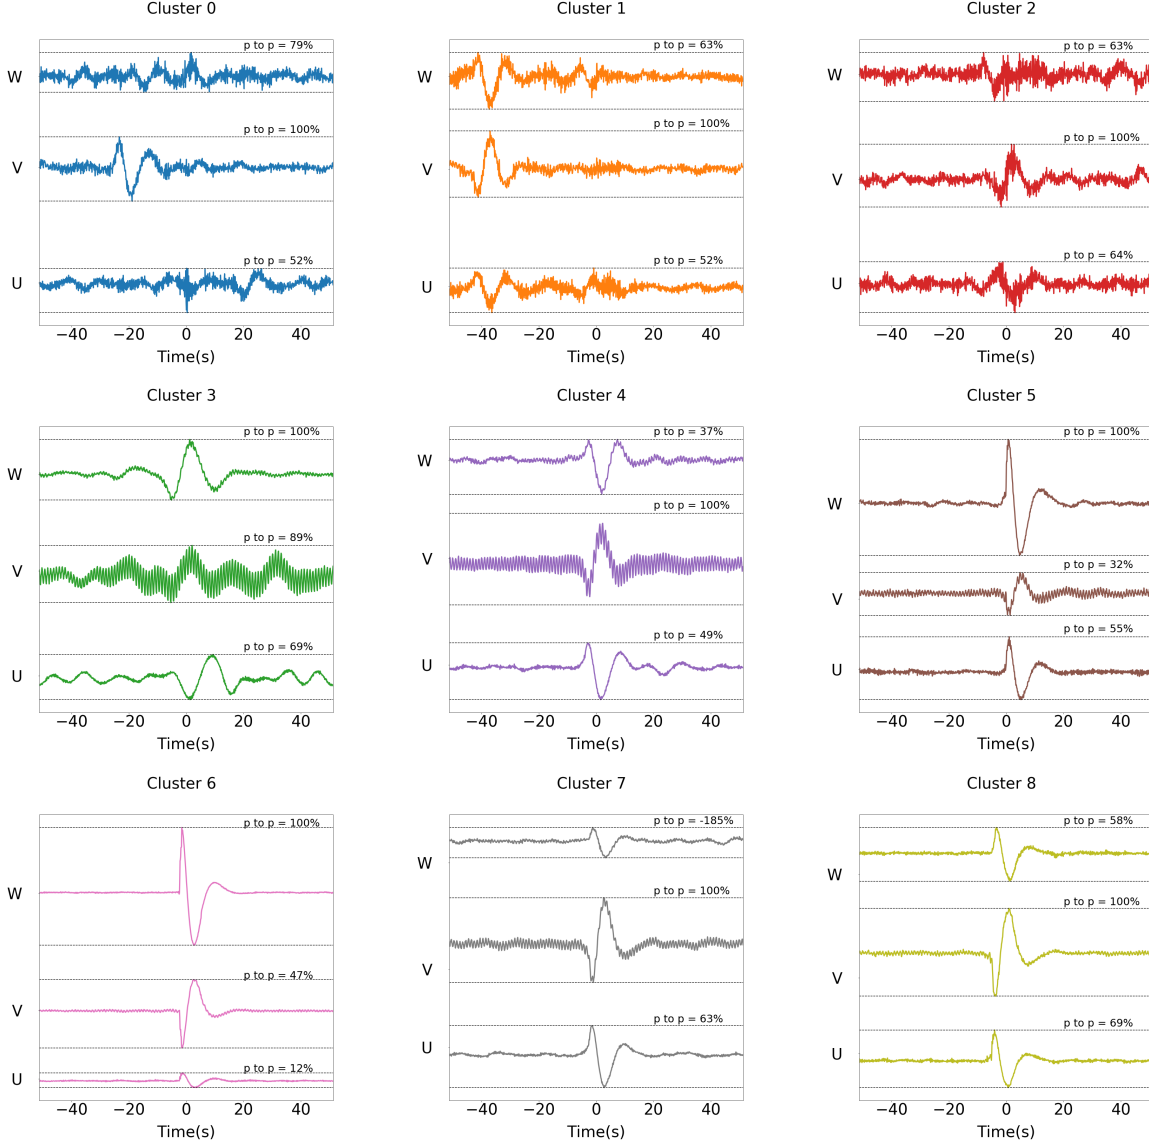 Cluster 0
Cluster 1
Cluster 2
p to p = 79%
p to p = 63%
p to p = 63%
W
W
W
p to p = 100%
p to p = 100%
p to p = 100%
V
V
V
p to p = 52%
p to p = 52%
p to p = 64%
U
U
U
−40 −20 0 20 40
−40 −20 0 20 40
−40 −20 0 20 40
Time(s)
Time(s)
Time(s)
Cluster 3
Cluster 4
Cluster 5
p to p = 100%
p to p = 37%
p to p = 100%
W
W
W
p to p = 89%
p to p = 100%
p to p = 32%
V
V
V
p to p = 69%
p to p = 49%
p to p = 55%
U
U
U
−40 −20 0 20 40
−40 −20 0 20 40
−40 −20 0 20 40
Time(s)
Time(s)
Time(s)
Cluster 6
Cluster 7
Cluster 8
p to p = 100%
p to p = -185%
p to p = 58%
W
W
W
p to p = 47%
p to p = 100%
p to p = 100%
V
V
V
p to p = 12%
p to p = 63%
p to p = 69%
U
U
U
−40 −20 0 20 40
−40 −20 0 20 40
−40 −20 0 20 40
Time(s)
Time(s)
Time(s)